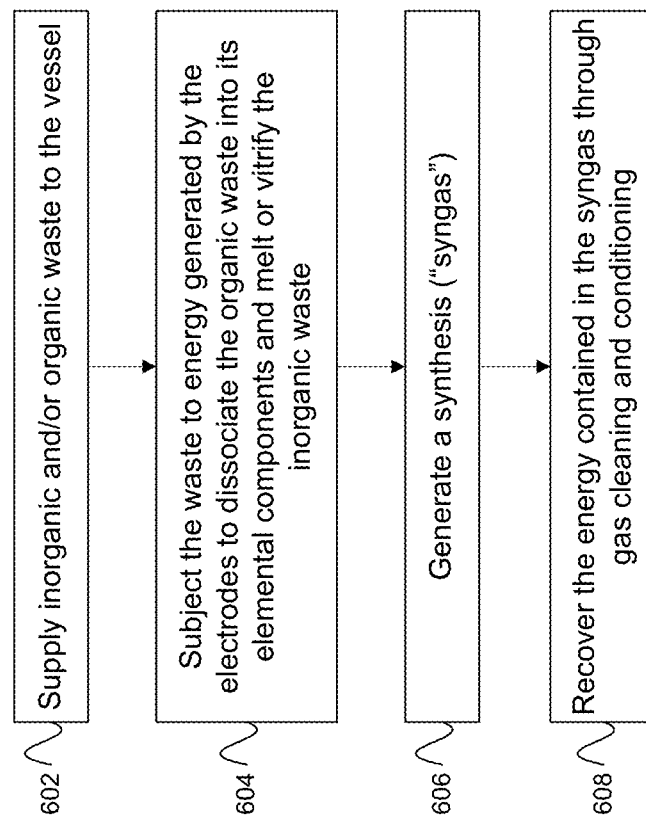 602
Supply inorganic and/or organic waste to the vessel
604
Subject the waste to energy generated by the
electrodes to dissociate the organic waste into its
elemental components and melt or vitrify the
inorganic waste
606
Generate a synthesis (“syngas”)
608
Recover the energy contained in the syngas through
gas cleaning and conditioning